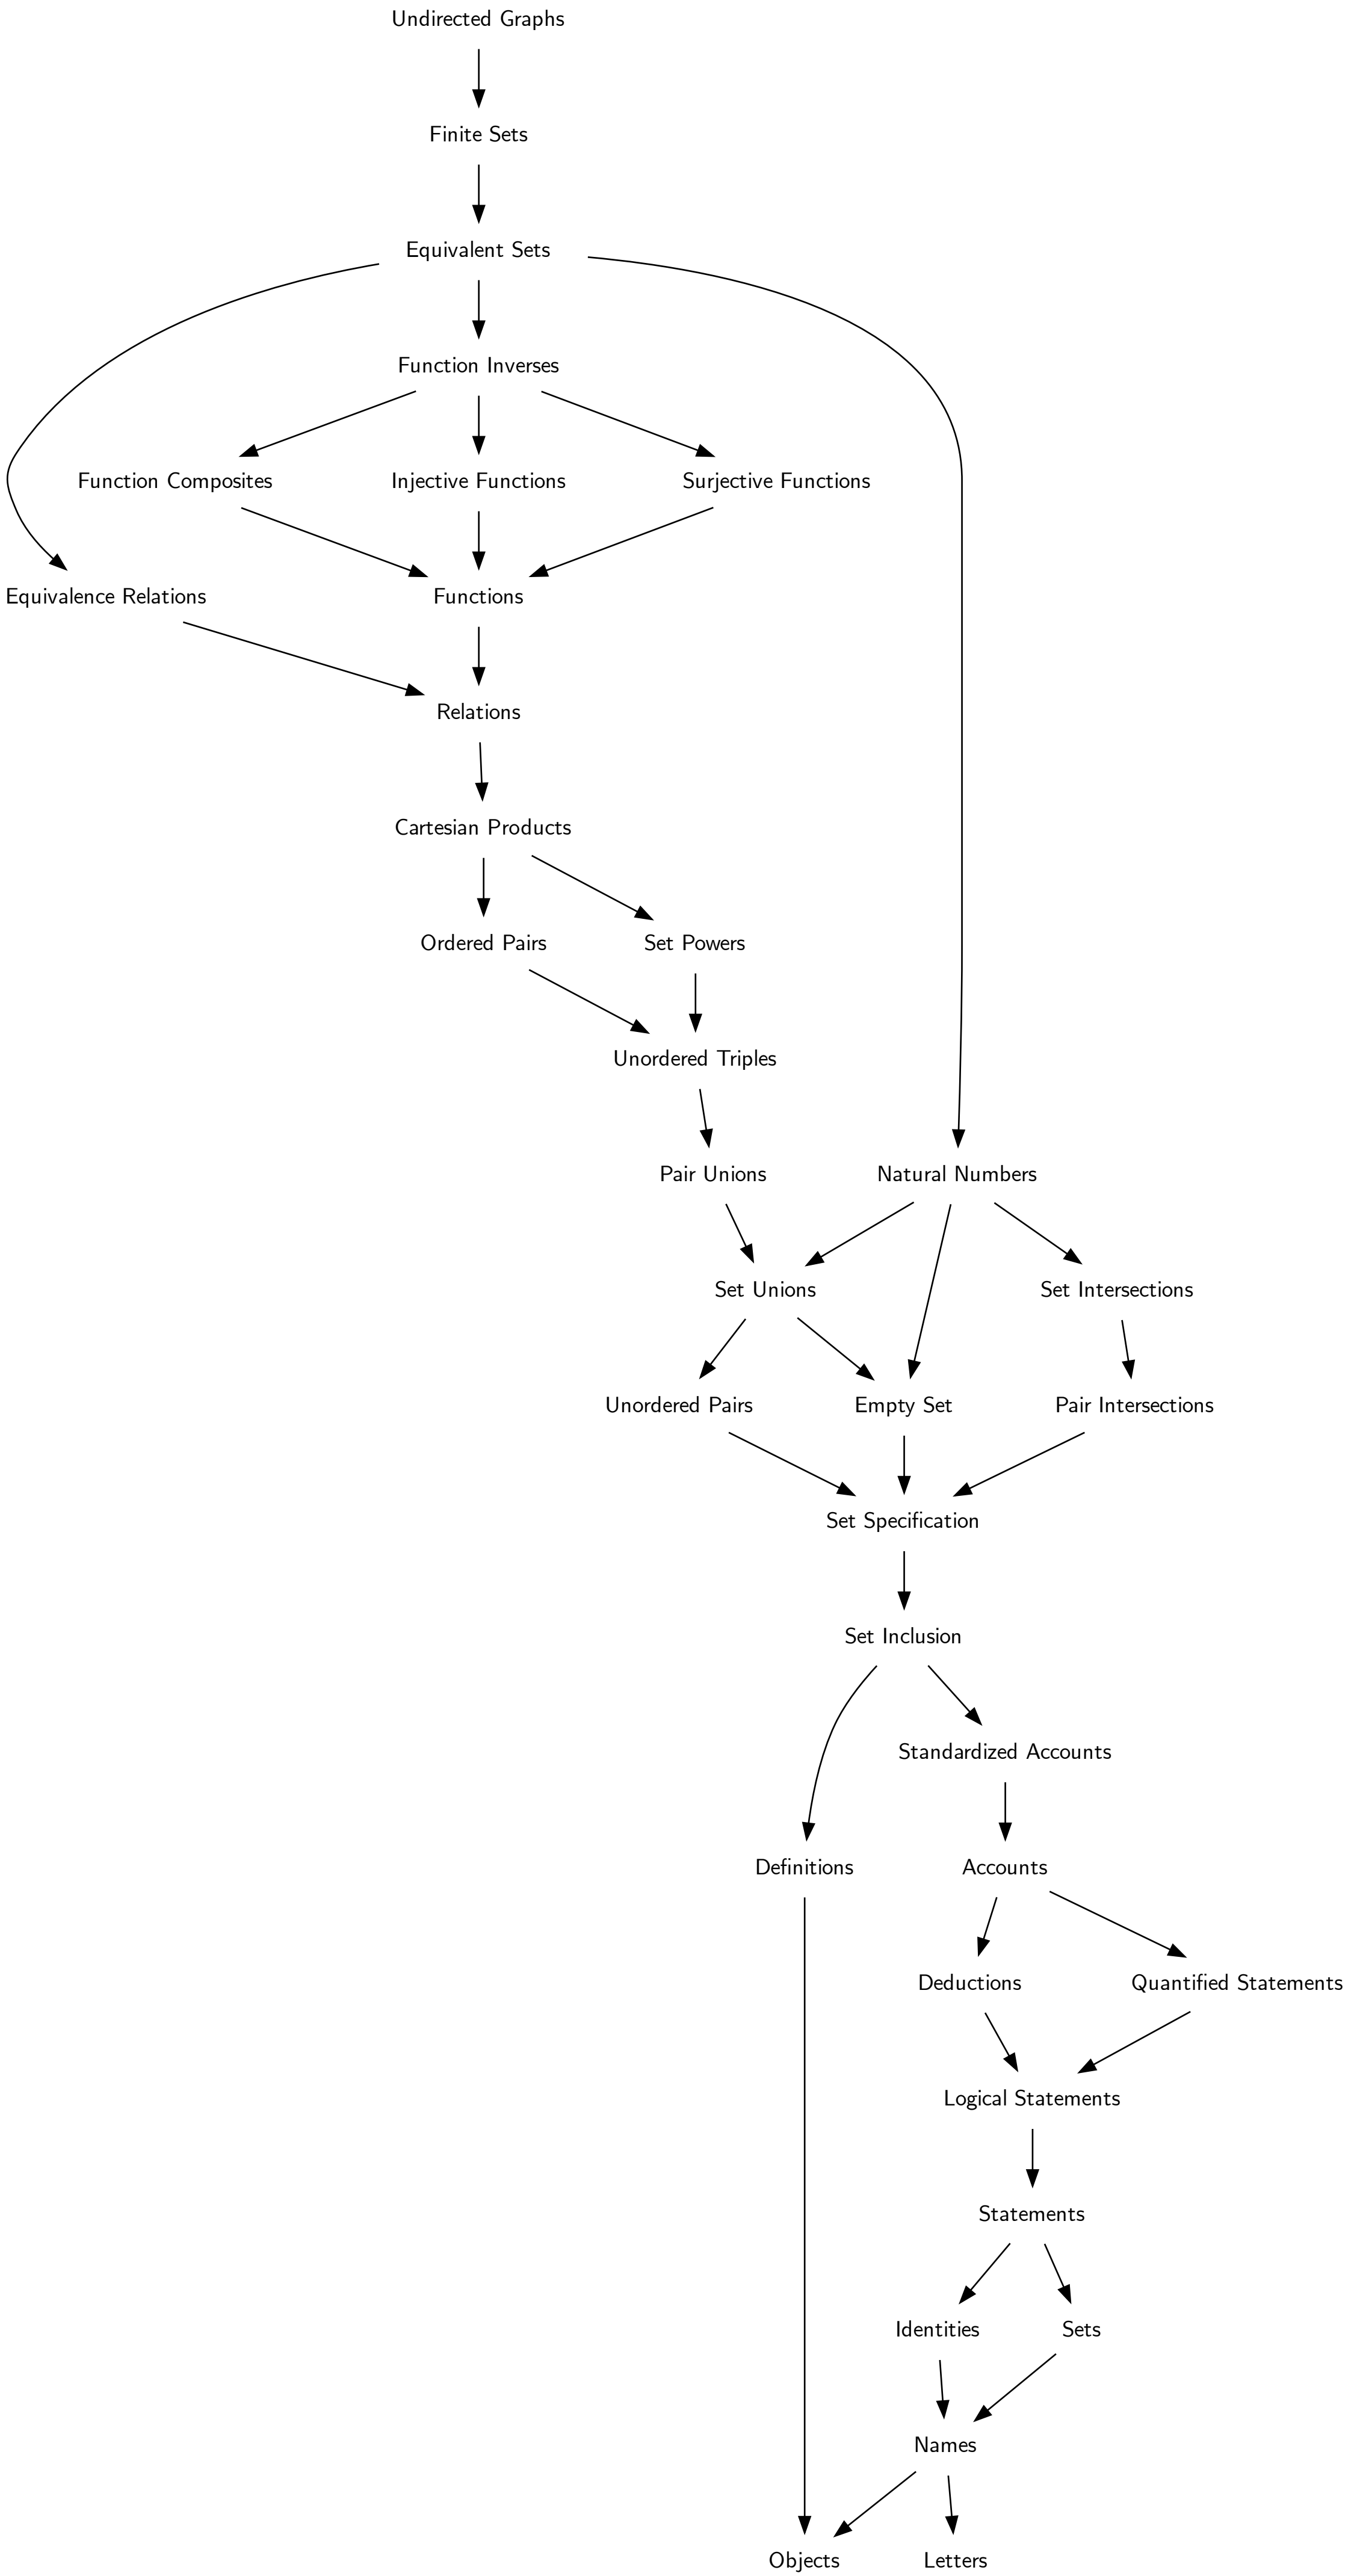 Undirected Graphs
Finite Sets
Equivalent Sets
Function Inverses
Function Composites
Injective Functions
Surjective Functions
Equivalence Relations
Functions
Relations
Cartesian Products
Ordered Pairs
Set Powers
Unordered Triples
Pair Unions
Natural Numbers
Set Unions
Set Intersections
Unordered Pairs
Empty Set
Pair Intersections
Set Specification
Set Inclusion
Standardized Accounts
Definitions
Accounts
Deductions
Quantified Statements
Logical Statements
Statements
Identities
Sets
Names
Objects
Letters